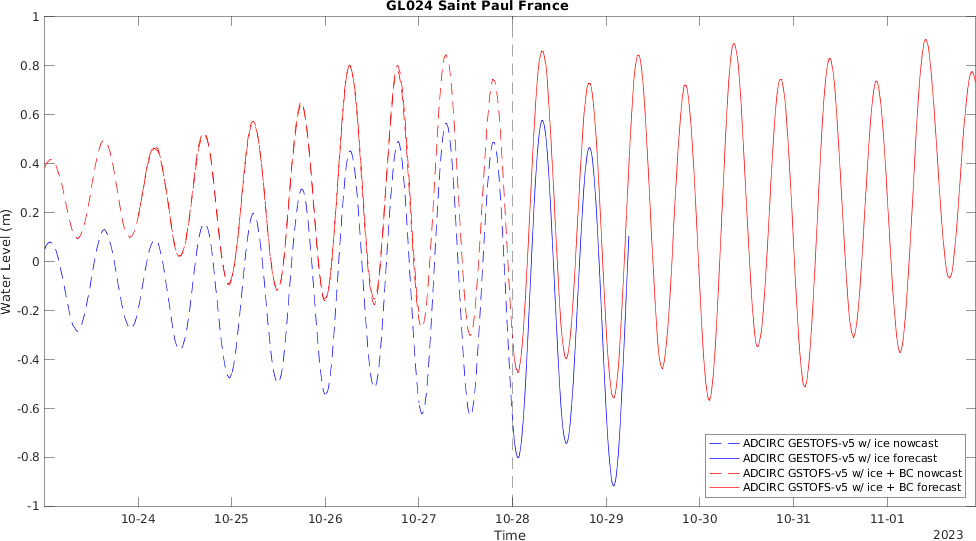 GL024 Saint Paul France
1
0.8
0.6
0.4
0.2
0
-0.2
-0.4
-0.6
-0.8
-1
Water Level (m)
ADCIRC GESTOFS-v5 w/ ice nowcast
ADCIRC GESTOFS-v5 w/ ice forecast
ADCIRC GSTOFS-v5 w/ ice + BC nowcast
ADCIRC GSTOFS-v5 w/ ice + BC forecast
10-24 10-25 10-26 10-27 10-28 10-29 10-30 10-31 11-01
Time
2023